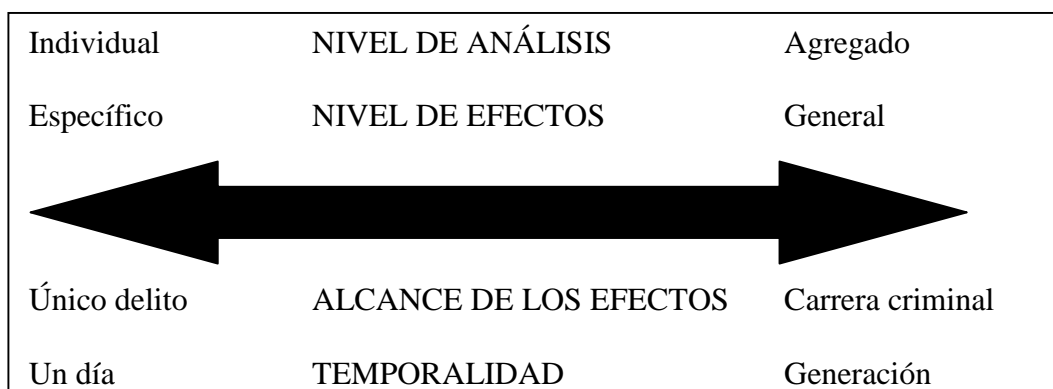 Individual NIVEL DE ANÁLISIS Agregado
Específico NIVEL DE EFECTOS General
Único delito ALCANCE DE LOS EFECTOS Carrera criminal
Un día TEMPORALIDAD Generación